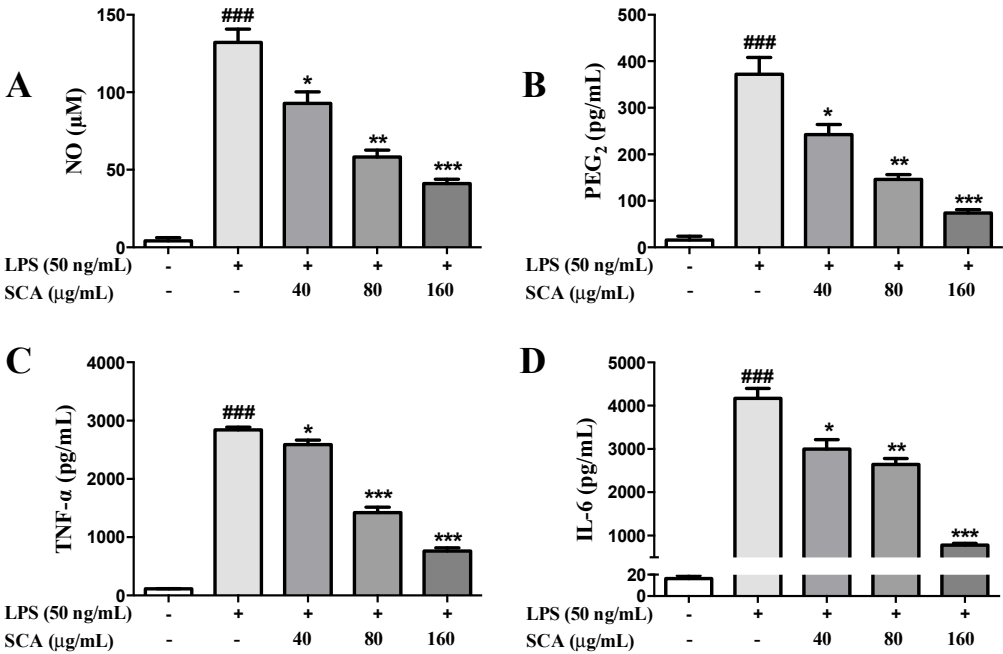 A
NO (μM)
150
100
50
0
###
*
**
***
LPS (50 ng/mL) - + + + +
SCA (μg/mL) - - 40 80 160
B
PEG₂ (pg/mL)
500
400
300
200
100
0
###
*
**
***
LPS (50 ng/mL) - + + + +
SCA (μg/mL) - - 40 80 160
C
TNF-α (pg/mL)
4000
3000
2000
1000
0
###
*
***
***
LPS (50 ng/mL) - + + + +
SCA (μg/mL) - - 40 80 160
D
IL-6 (pg/mL)
5000
4000
3000
2000
1000
20
0
###
*
**
***
LPS (50 ng/mL) - + + + +
SCA (μg/mL) - - 40 80 160